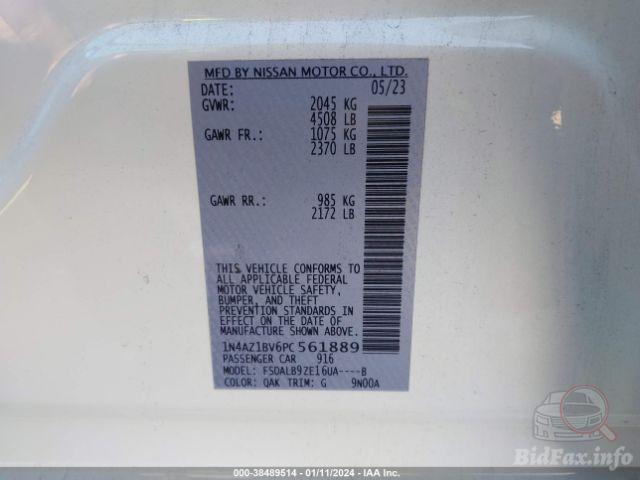 MFD BY NISSAN MOTOR CO., LTD.
DATE: 05/23
GVWR: 2045 KG
4508 LB
GAWR FR.: 1075 KG
2370 LB
GAWR RR.: 985 KG
2172 LB
THIS VEHICLE CONFORMS TO
ALL APPLICABLE FEDERAL
MOTOR VEHICLE SAFETY,
BUMPER, AND THEFT
PREVENTION STANDARDS IN
EFFECT ON THE DATE OF
MANUFACTURE SHOWN ABOVE.
1N4AZ1BV6PC561889
PASSENGER CAR 916
MODEL: FSDALB9ZE16UA----B
COLOR: QAK TRIM: G 9N00A
000-38489514 - 01/11/2024 - IAA Inc.
BidFax.info